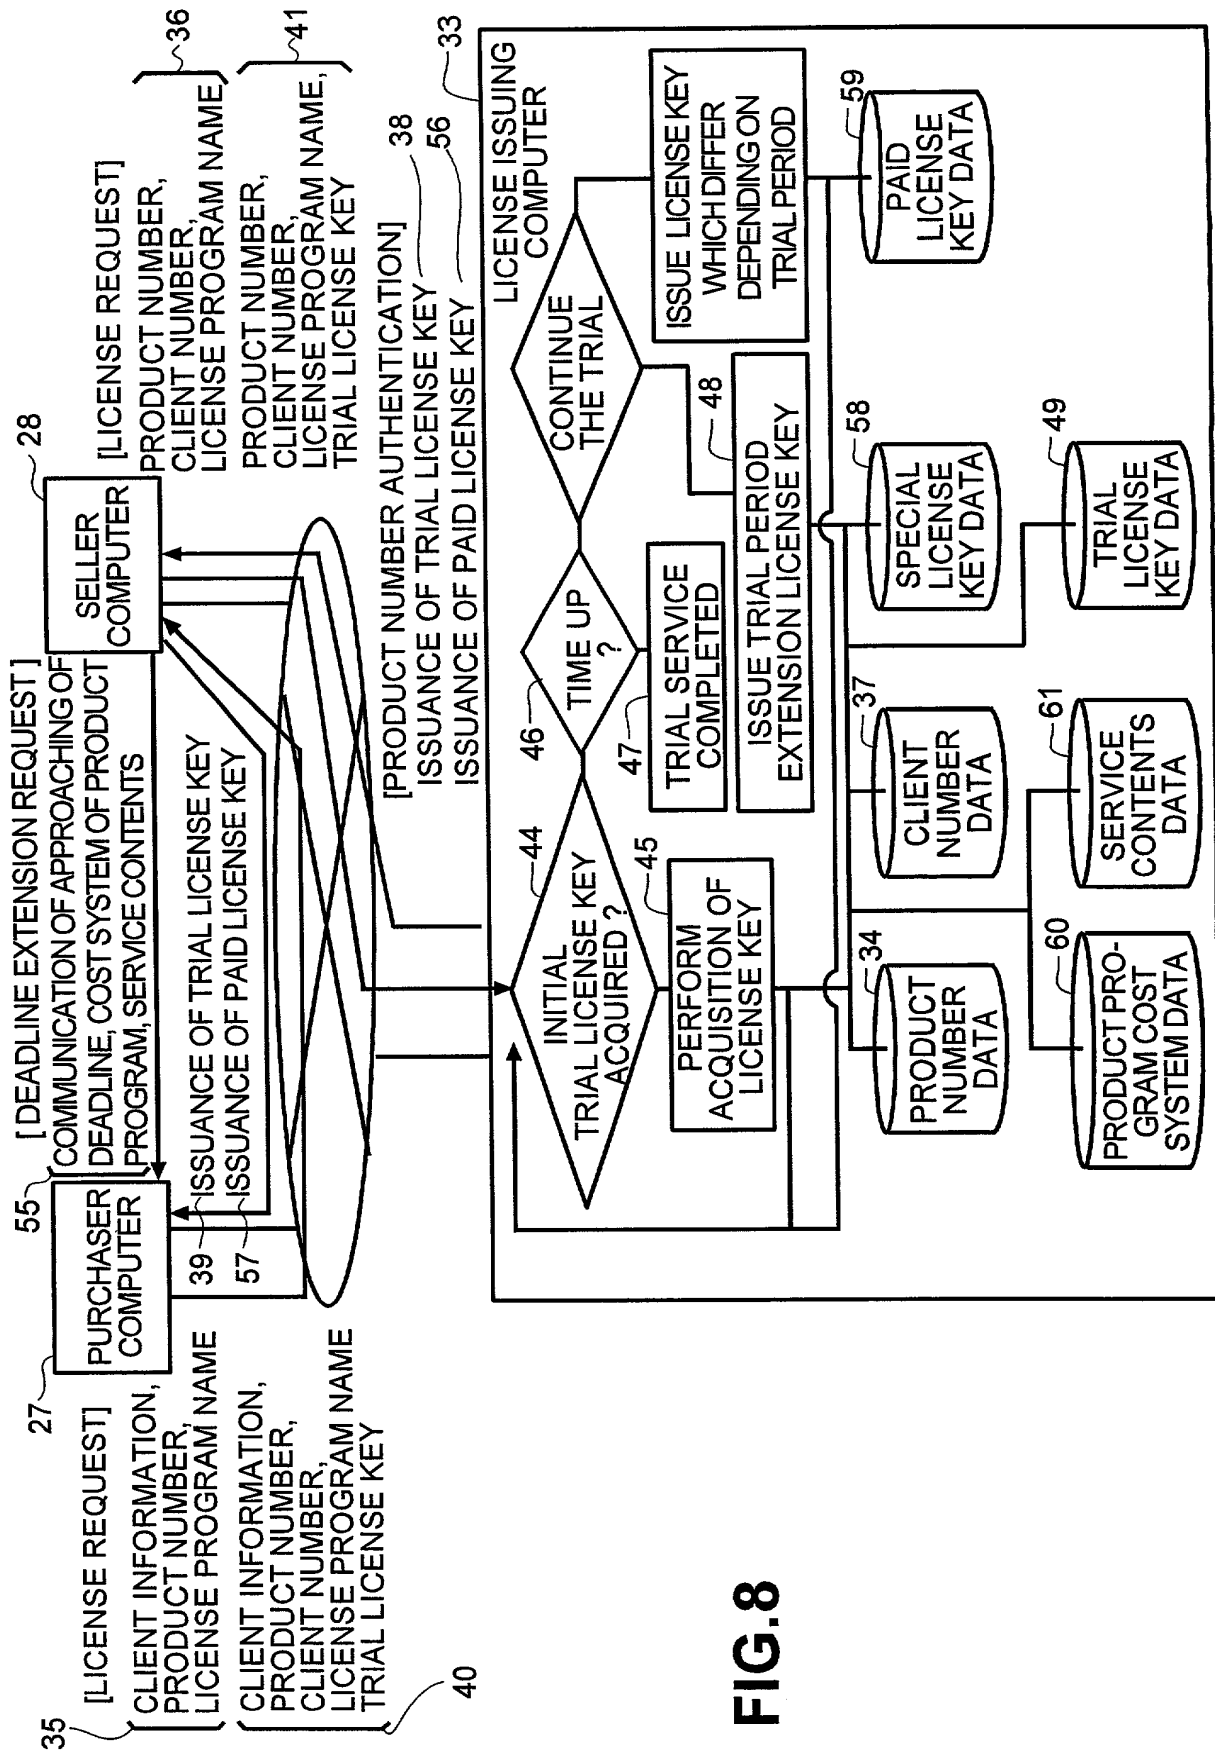 [DEADLINE EXTENSION REQUEST]
55
COMMUNICATION OF APPROACHING OF
DEADLINE, COST SYSTEM OF PRODUCT
PROGRAM, SERVICE CONTENTS
27
PURCHASER
COMPUTER
28
SELLER
COMPUTER
39
ISSUANCE OF TRIAL LICENSE KEY
57
ISSUANCE OF PAID LICENSE KEY
[LICENSE REQUEST]
35
CLIENT INFORMATION,
PRODUCT NUMBER,
LICENSE PROGRAM NAME
CLIENT INFORMATION,
PRODUCT NUMBER,
CLIENT NUMBER,
LICENSE PROGRAM NAME
TRIAL LICENSE KEY
40
[LICENSE REQUEST]
PRODUCT NUMBER,
CLIENT NUMBER,
LICENSE PROGRAM NAME
36
PRODUCT NUMBER,
CLIENT NUMBER,
LICENSE PROGRAM NAME,
TRIAL LICENSE KEY
41
[PRODUCT NUMBER AUTHENTICATION]
ISSUANCE OF TRIAL LICENSE KEY
38
ISSUANCE OF PAID LICENSE KEY
56
33
LICENSE ISSUING
COMPUTER
44
INITIAL
TRIAL LICENSE KEY
ACQUIRED ?
46
TIME UP
?
CONTINUE
THE TRIAL
45
PERFORM
ACQUISITION OF
LICENSE KEY
47
TRIAL SERVICE
COMPLETED
48
ISSUE TRIAL PERIOD
EXTENSION LICENSE KEY
ISSUE LICENSE KEY
WHICH DIFFER
DEPENDING ON
TRIAL PERIOD
34
PRODUCT
NUMBER
DATA
37
CLIENT
NUMBER
DATA
58
SPECIAL
LICENSE
KEY DATA
59
PAID
LICENSE
KEY DATA
60
PRODUCT PRO-
GRAM COST
SYSTEM DATA
61
SERVICE
CONTENTS
DATA
49
TRIAL
LICENSE
KEY DATA
FIG.8